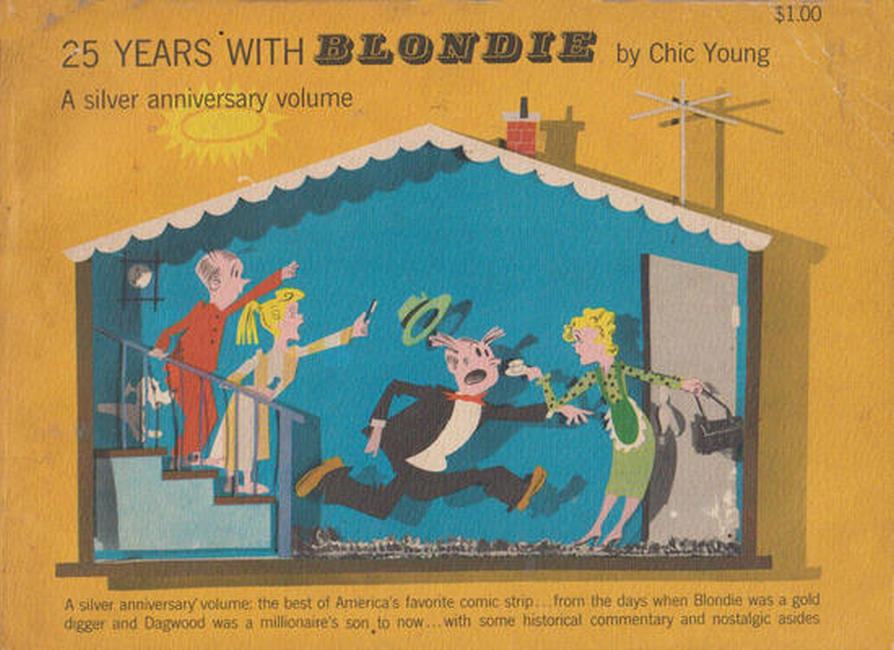 $1.00
25 YEARS WITH BLONDIE by Chic Young
A silver anniversary volume
A silver anniversary volume: the best of America's favorite comic strip...from the days when Blondie was a gold
digger and Dagwood was a millionaire's son to now...with some historical commentary and nostalgic asides